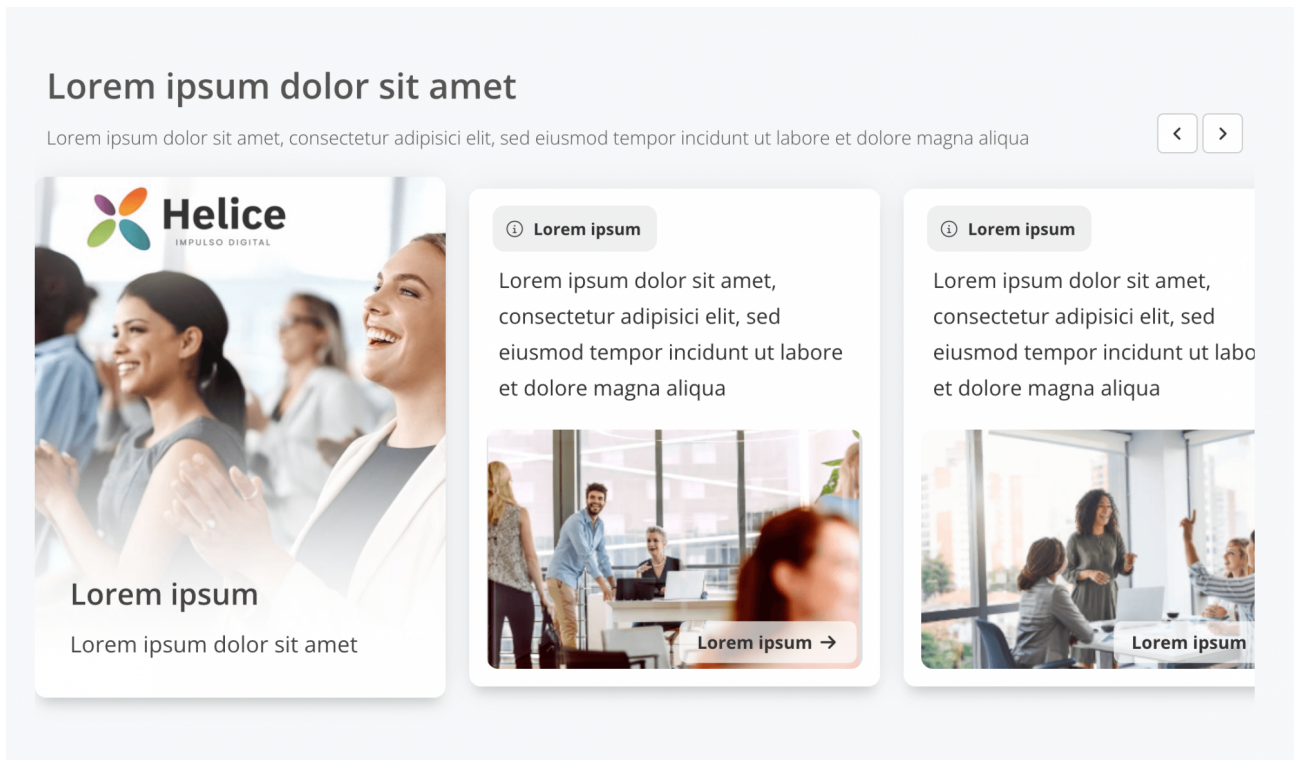 Lorem ipsum dolor sit amet
Lorem ipsum dolor sit amet, consectetur adipisici elit, sed eiusmod tempor incidunt ut labore et dolore magna aliqua
Helice
IMPULSO DIGITAL
Lorem ipsum
Lorem ipsum dolor sit amet
Lorem ipsum
Lorem ipsum dolor sit amet,
consectetur adipisici elit, sed
eiusmod tempor incidunt ut labore
et dolore magna aliqua
Lorem ipsum →
Lorem ipsum
Lorem ipsum dolor sit amet,
consectetur adipisici elit, sed
eiusmod tempor incidunt ut labo
et dolore magna aliqua
Lorem ipsum